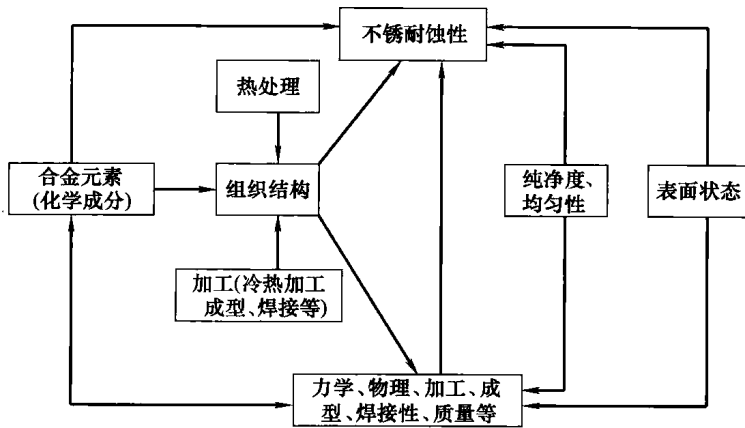 不锈耐蚀性
热处理
合金元素
(化学成分)
组织结构
纯净度、
均匀性
表面状态
加工(冷热加工
成型、焊接等)
力学、物理、加工、成
型、焊接性、质量等